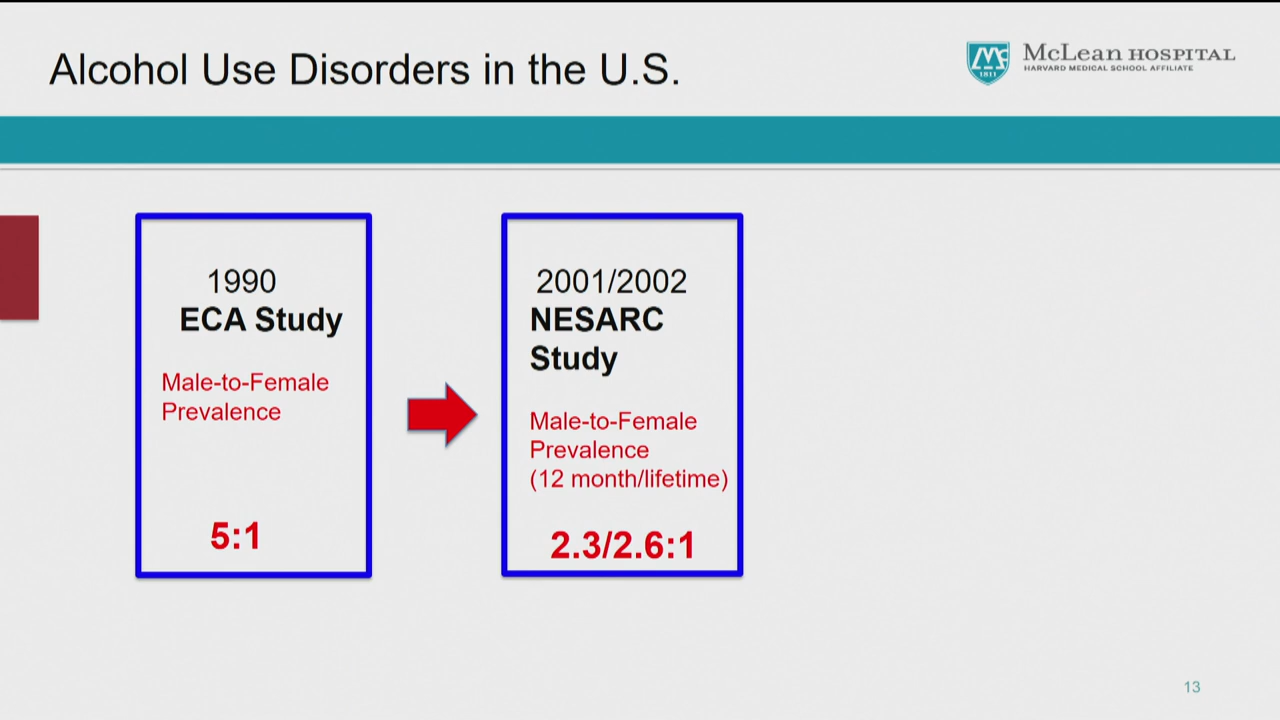 Alcohol Use Disorders in the U.S.
McLean HOSPITAL
HARVARD MEDICAL SCHOOL AFFILIATE
1811
1990
ECA Study
Male-to-Female
Prevalence
5:1
2001/2002
NESARC
Study
Male-to-Female
Prevalence
(12 month/lifetime)
2.3/2.6:1
13